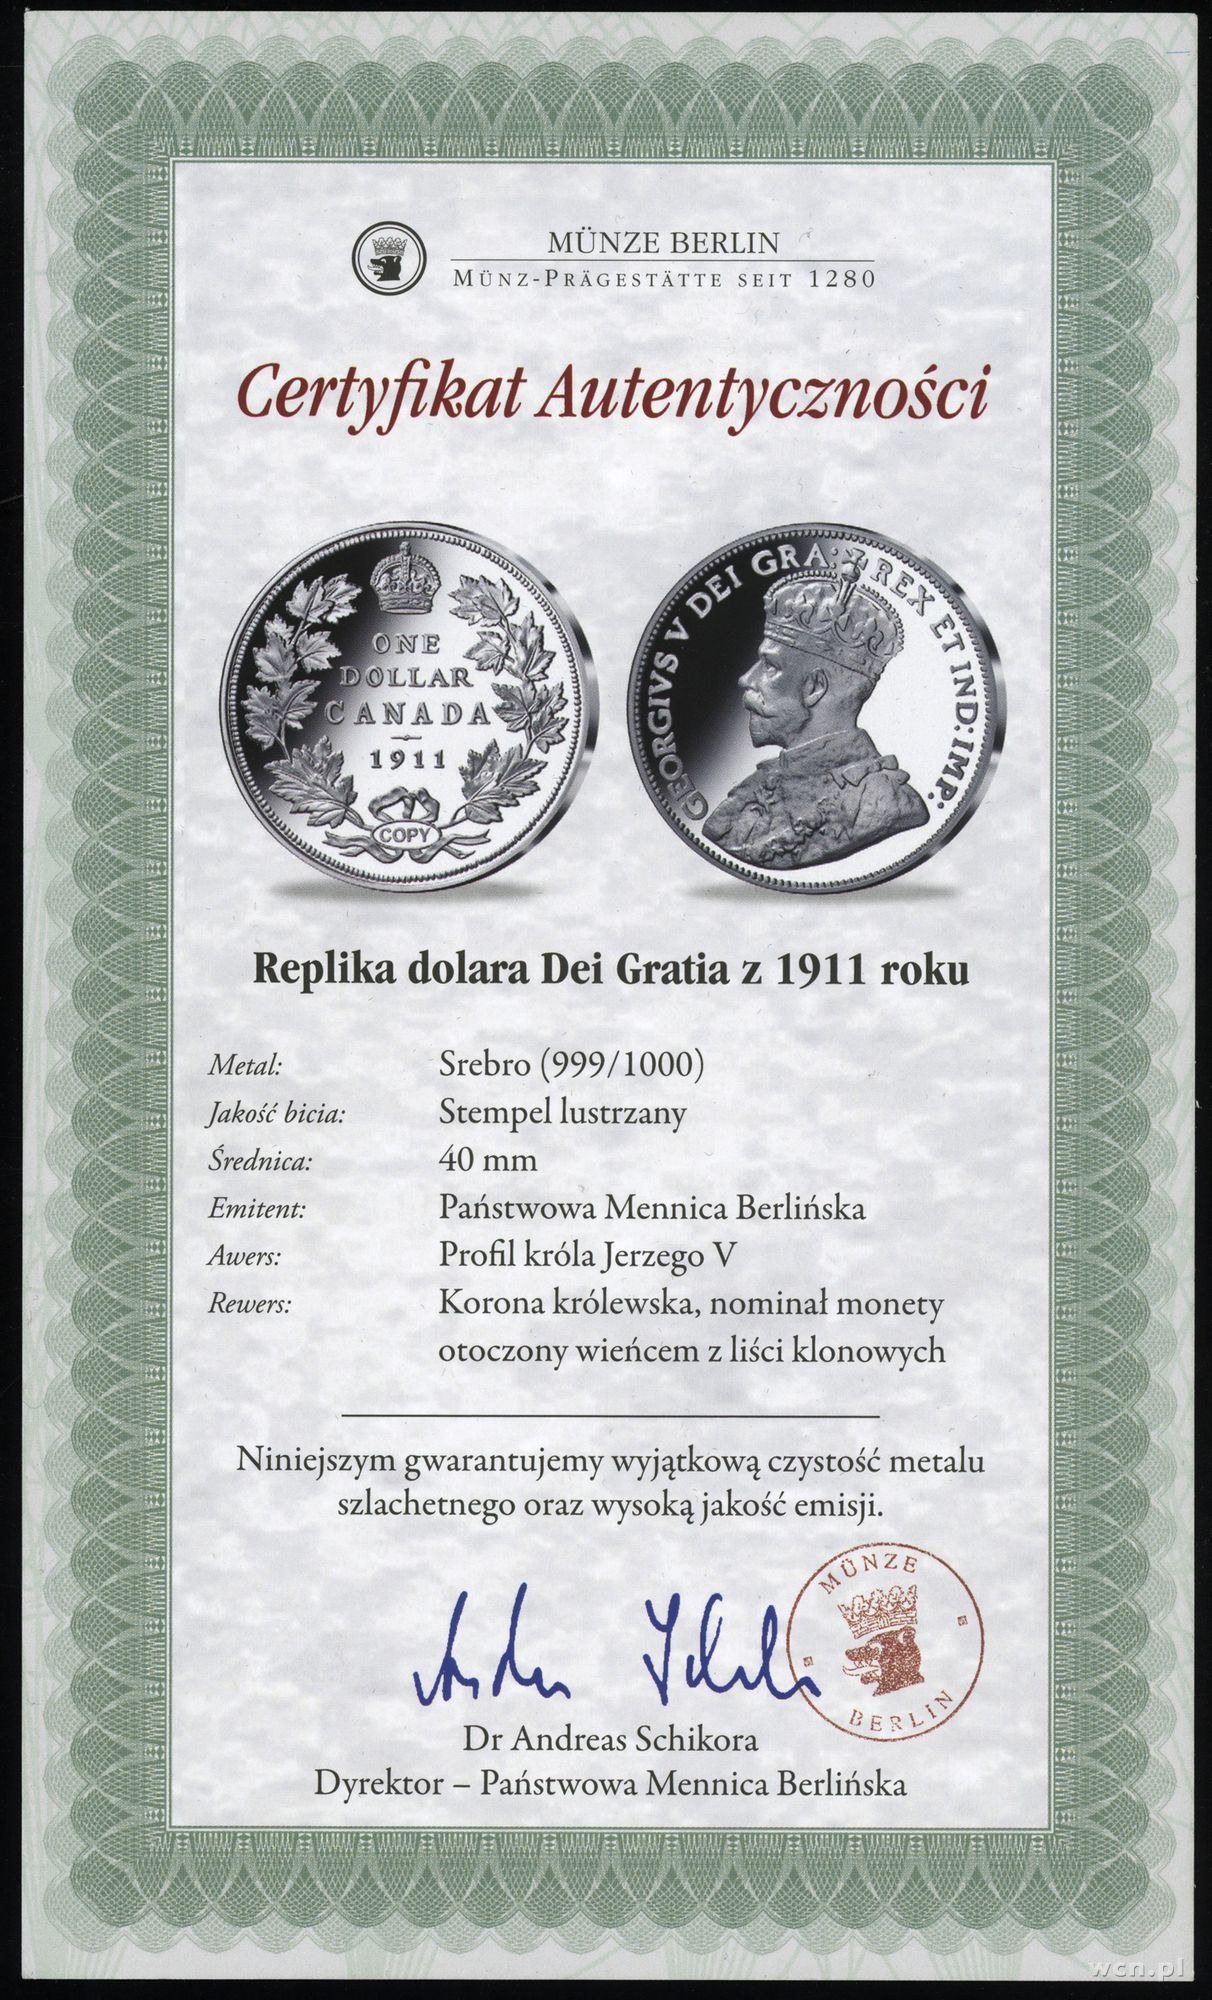 MÜNZE BERLIN
MÜNZ-PRÄGESTÄTTE SEIT 1280
Certyfikat Autentyczności
ONE
DOLLAR
CANADA
1911
COPY
GEORGIVS V DEI GRA: REX ET IND: IMP:
Replika dolara Dei Gratia z 1911 roku
Metal: Srebro (999/1000)
Jakość bicia: Stempel lustrzany
Średnica: 40 mm
Emitent: Państwowa Mennica Berlińska
Awers: Profil króla Jerzego V
Rewers: Korona królewska, nominał monety
otoczony wieńcem z liści klonowych
Niniejszym gwarantujemy wyjątkową czystość metalu
szlachetnego oraz wysoką jakość emisji.
MÜNZE
BERLIN
Dr Andreas Schikora
Dyrektor – Państwowa Mennica Berlińska
wcn.pl